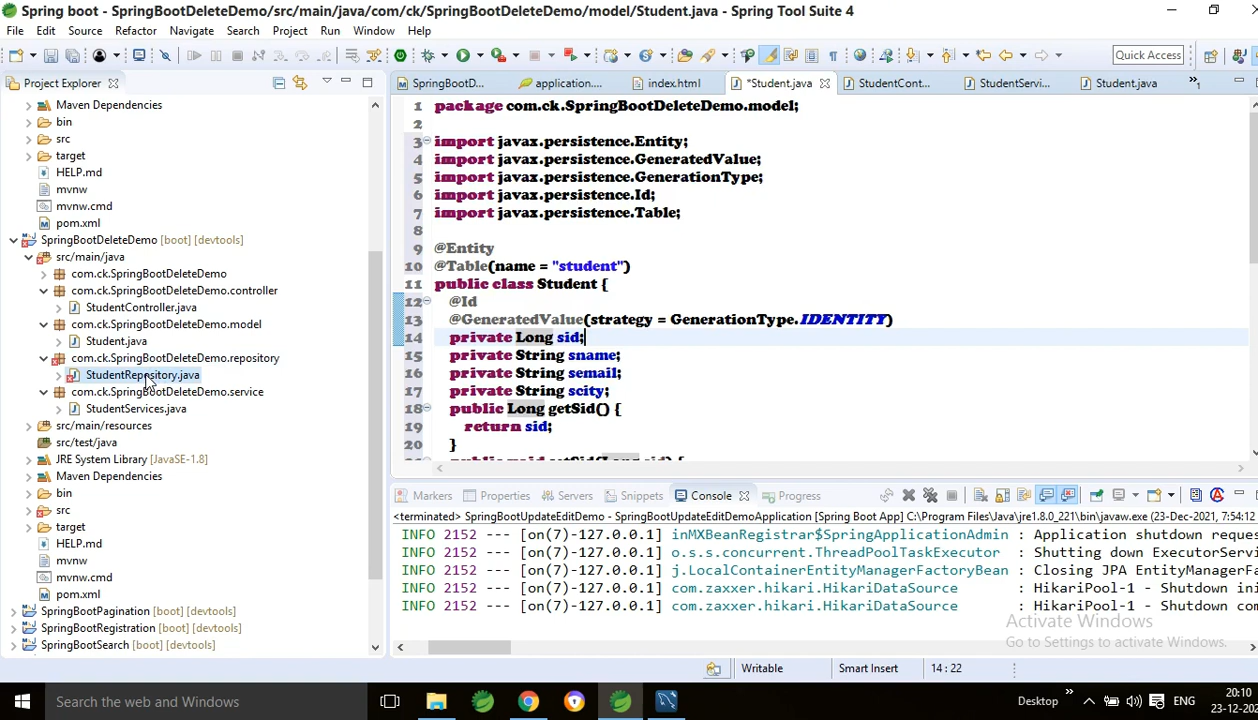 Spring boot - SpringBootDeleteDemo/src/main/java/com/ck/SpringBootDeleteDemo/model/Student.java - Spring Tool Suite 4
File Edit Source Refactor Navigate Search Project Run Window Help
Quick Access
Project Explorer
Maven Dependencies
bin
src
target
HELP.md
mvnw
mvnw.cmd
pom.xml
SpringBootDeleteDemo [boot] [devtools]
src/main/java
com.ck.SpringBootDeleteDemo
com.ck.SpringBootDeleteDemo.controller
StudentController.java
com.ck.SpringBootDeleteDemo.model
Student.java
com.ck.SpringBootDeleteDemo.repository
StudentRepository.java
com.ck.SpringBootDeleteDemo.service
StudentServices.java
src/main/resources
src/test/java
JRE System Library [JavaSE-1.8]
Maven Dependencies
bin
src
target
HELP.md
mvnw
mvnw.cmd
pom.xml
SpringBootPagination [boot] [devtools]
SpringBootRegistration [boot] [devtools]
SpringBootSearch [boot] [devtools]
SpringBootD... application.... index.html *Student.java StudentCont... StudentServi... Student.java »1
1 package com.ck.SpringBootDeleteDemo.model;
2
3 import javax.persistence.Entity;
4 import javax.persistence.GeneratedValue;
5 import javax.persistence.GenerationType;
6 import javax.persistence.Id;
7 import javax.persistence.Table;
8
9 @Entity
10 @Table(name = "student")
11 public class Student {
12 @Id
13 @GeneratedValue(strategy = GenerationType.IDENTITY)
14 private Long sid;
15 private String sname;
16 private String semail;
17 private String scity;
18 public Long getSid() {
19 return sid;
20 }
Markers Properties Servers Snippets Console Progress
<terminated> SpringBootUpdateEditDemo - SpringBootUpdateEditDemoApplication [Spring Boot App] C:\Program Files\Java\jre1.8.0_221\bin\javaw.exe (23-Dec-2021, 7:54:12
INFO 2152 --- [on(7)-127.0.0.1] inMXBeanRegistrar$SpringApplicationAdmin : Application shutdown reques
INFO 2152 --- [on(7)-127.0.0.1] o.s.s.concurrent.ThreadPoolTaskExecutor : Shutting down ExecutorServi
INFO 2152 --- [on(7)-127.0.0.1] j.LocalContainerEntityManagerFactoryBean : Closing JPA EntityManagerFa
INFO 2152 --- [on(7)-127.0.0.1] com.zaxxer.hikari.HikariDataSource : HikariPool-1 - Shutdown ini
INFO 2152 --- [on(7)-127.0.0.1] com.zaxxer.hikari.HikariDataSource : HikariPool-1 - Shutdown com
Activate Windows
Go to Settings to activate Windows.
Writable Smart Insert 14 : 22
Search the web and Windows
Desktop » ENG
20:10
23-12-202